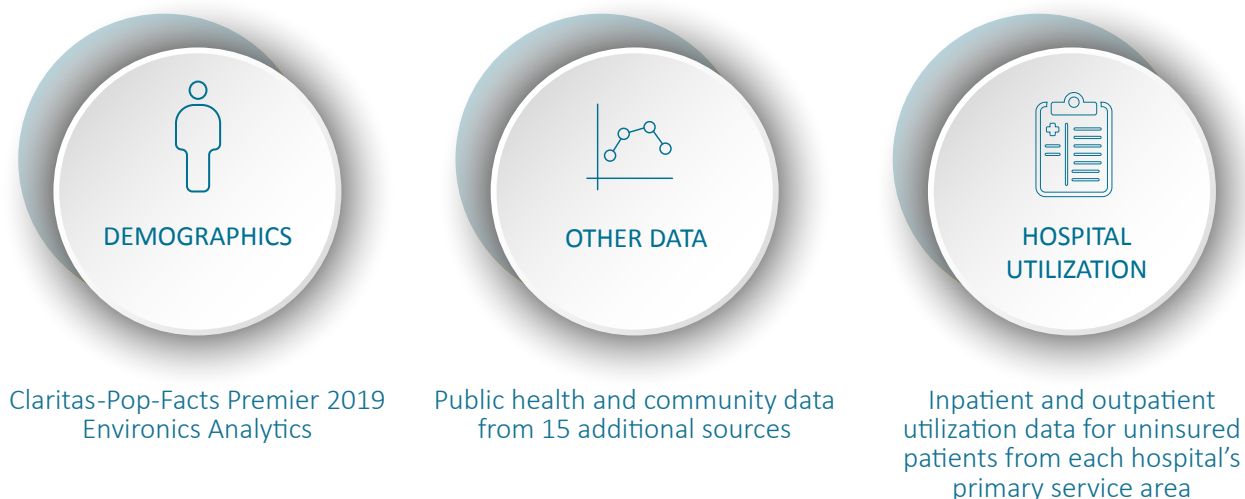 DEMOGRAPHICS
Claritas-Pop-Facts Premier 2019
Environics Analytics
OTHER DATA
Public health and community data
from 15 additional sources
HOSPITAL
UTILIZATION
Inpatient and outpatient
utilization data for uninsured
patients from each hospital’s
primary service area